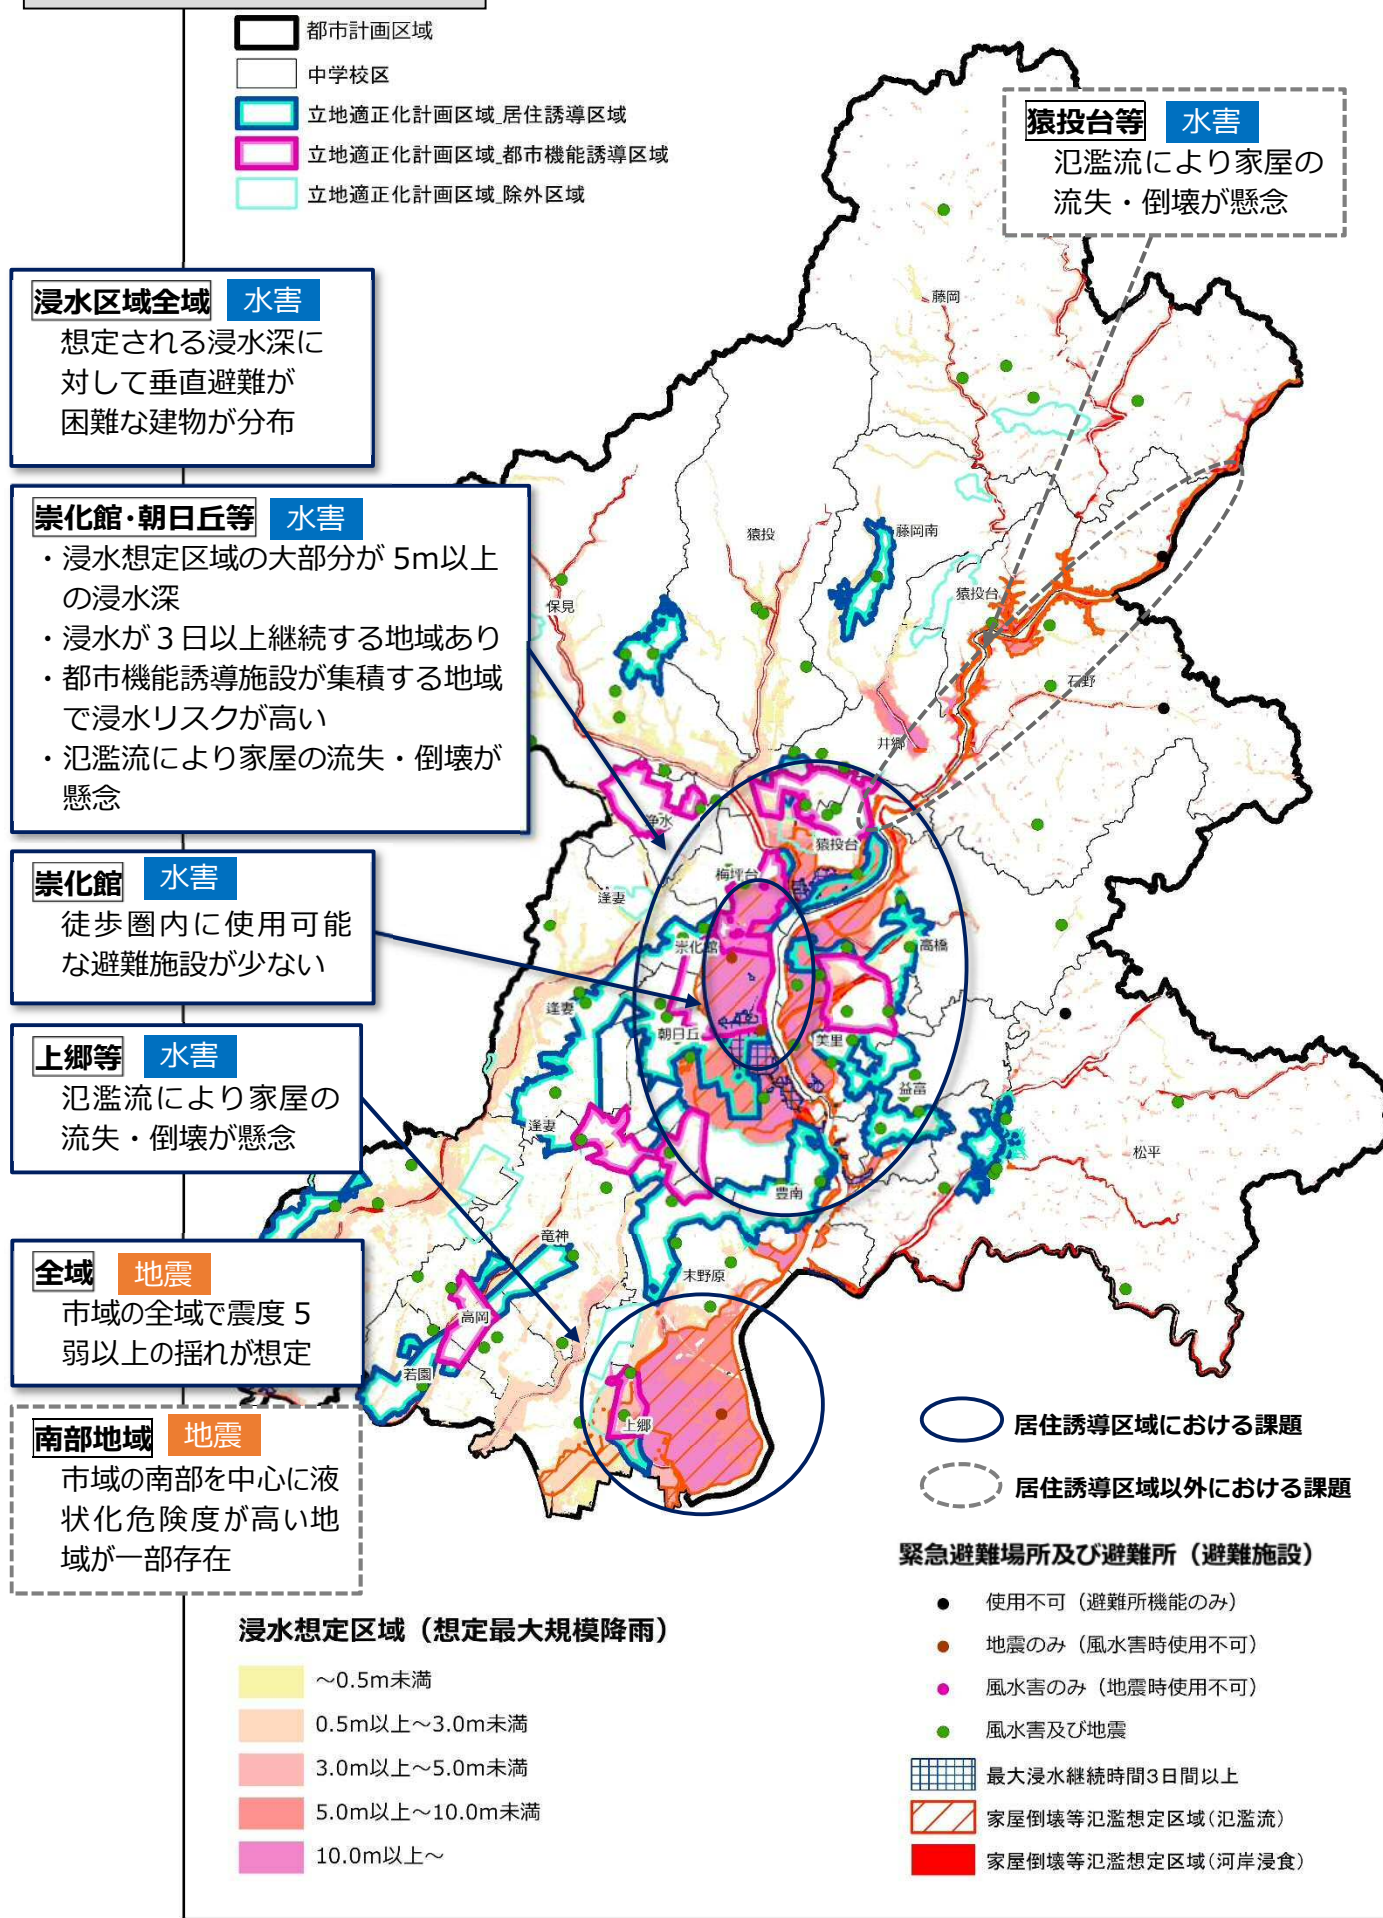 都市計画区域
中学校区
立地適正化計画区域_居住誘導区域
立地適正化計画区域_都市機能誘導区域
立地適正化計画区域_除外区域
猿投台等 水害
氾濫流により家屋の
流失・倒壊が懸念
浸水区域全域 水害
想定される浸水深に
対して垂直避難が
困難な建物が分布
崇化館・朝日丘等 水害
・浸水想定区域の大部分が 5m以上
の浸水深
・浸水が３日以上継続する地域あり
・都市機能誘導施設が集積する地域
で浸水リスクが高い
・氾濫流により家屋の流失・倒壊が
懸念
崇化館 水害
徒歩圏内に使用可能
な避難施設が少ない
上郷等 水害
氾濫流により家屋の
流失・倒壊が懸念
全域 地震
市域の全域で震度 5
弱以上の揺れが想定
南部地域 地震
市域の南部を中心に液
状化危険度が高い地
域が一部存在
藤岡
猿投
藤岡南
猿投台
保見
石野
井郷
浄水
猿投台
梅坪台
逢妻
崇化館
高橋
逢妻
朝日丘
美里
益富
逢妻
松平
豊南
竜神
末野原
高岡
若園
上郷
居住誘導区域における課題
居住誘導区域以外における課題
緊急避難場所及び避難所（避難施設）
使用不可（避難所機能のみ）
地震のみ（風水害時使用不可）
風水害のみ（地震時使用不可）
風水害及び地震
最大浸水継続時間3日間以上
家屋倒壊等氾濫想定区域(氾濫流)
家屋倒壊等氾濫想定区域(河岸浸食)
浸水想定区域（想定最大規模降雨）
～0.5m未満
0.5m以上～3.0m未満
3.0m以上～5.0m未満
5.0m以上～10.0m未満
10.0m以上～